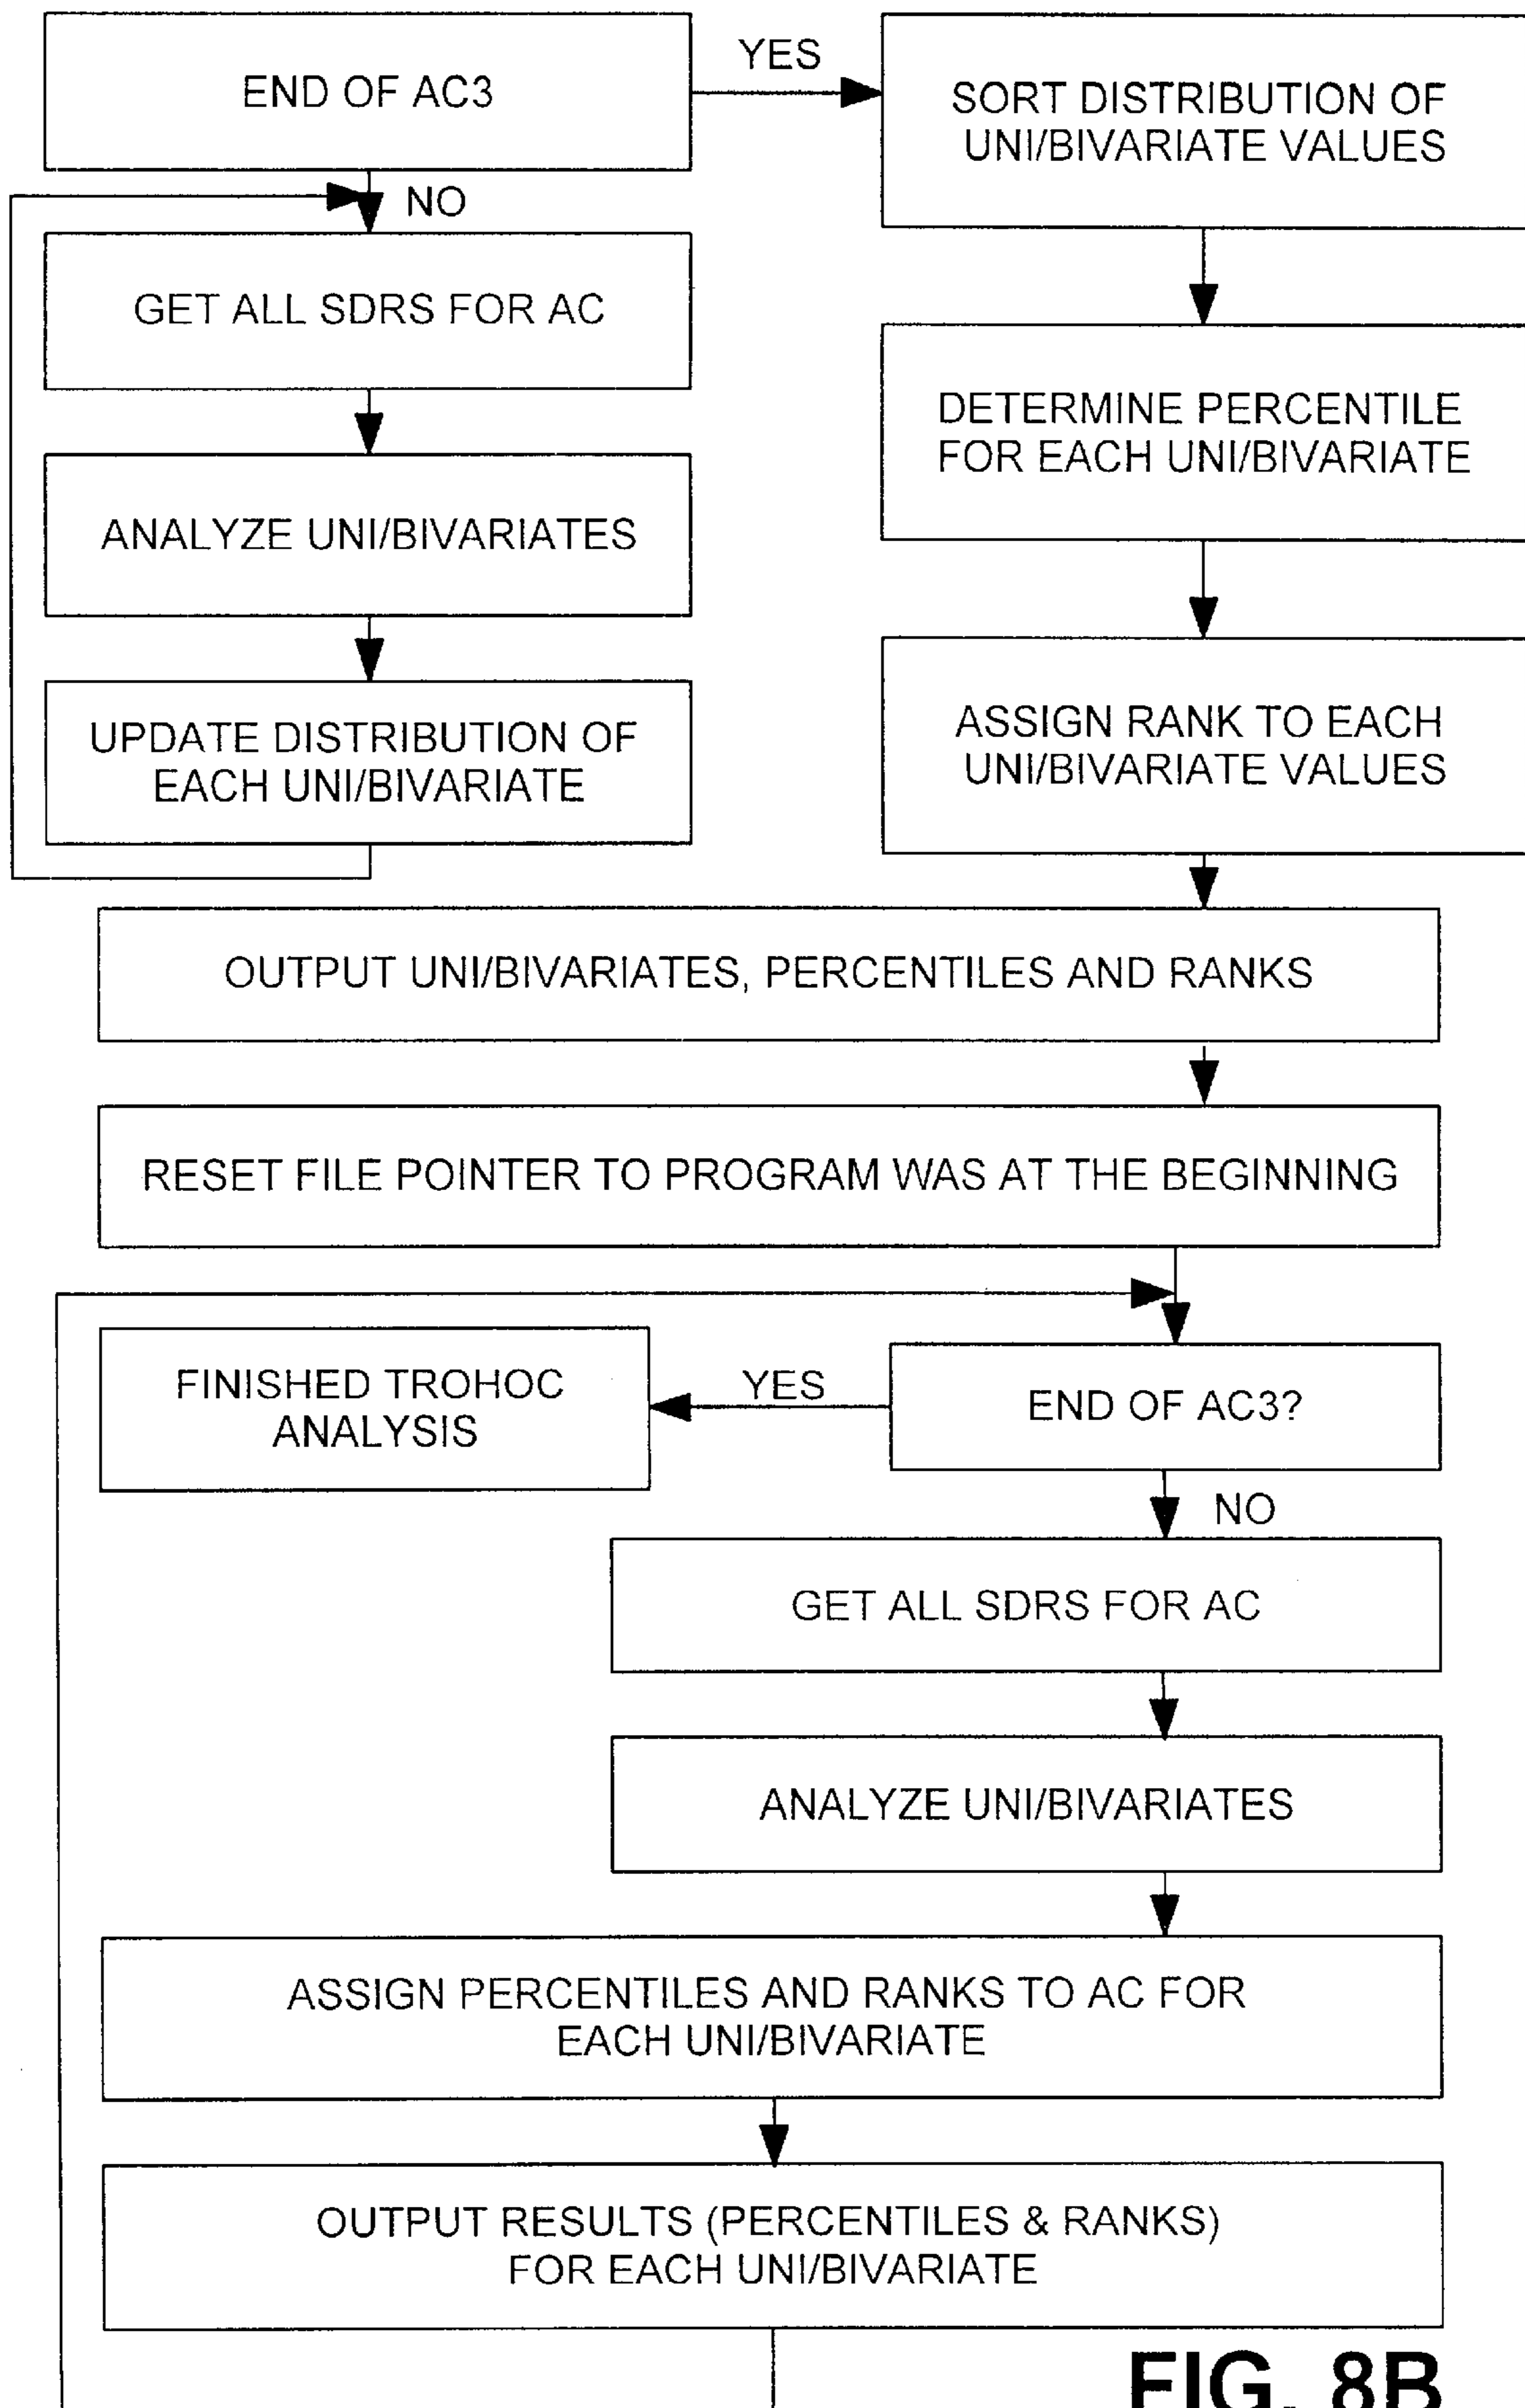 END OF AC3
YES
SORT DISTRIBUTION OF
UNI/BIVARIATE VALUES
NO
GET ALL SDRS FOR AC
DETERMINE PERCENTILE
FOR EACH UNI/BIVARIATE
ANALYZE UNI/BIVARIATES
ASSIGN RANK TO EACH
UNI/BIVARIATE VALUES
UPDATE DISTRIBUTION OF
EACH UNI/BIVARIATE
OUTPUT UNI/BIVARIATES, PERCENTILES AND RANKS
RESET FILE POINTER TO PROGRAM WAS AT THE BEGINNING
FINISHED TROHOC
ANALYSIS
YES
END OF AC3?
NO
GET ALL SDRS FOR AC
ANALYZE UNI/BIVARIATES
ASSIGN PERCENTILES AND RANKS TO AC FOR
EACH UNI/BIVARIATE
OUTPUT RESULTS (PERCENTILES & RANKS)
FOR EACH UNI/BIVARIATE
FIG. 8B